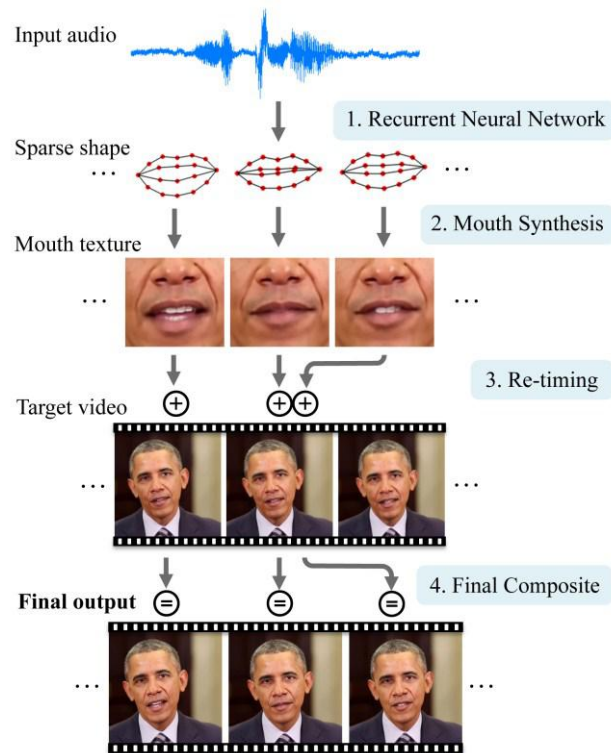 Input audio
1. Recurrent Neural Network
Sparse shape
... ...
2. Mouth Synthesis
Mouth texture
... ...
3. Re-timing
Target video
+ + +
... ...
4. Final Composite
Final output
= = =
... ...